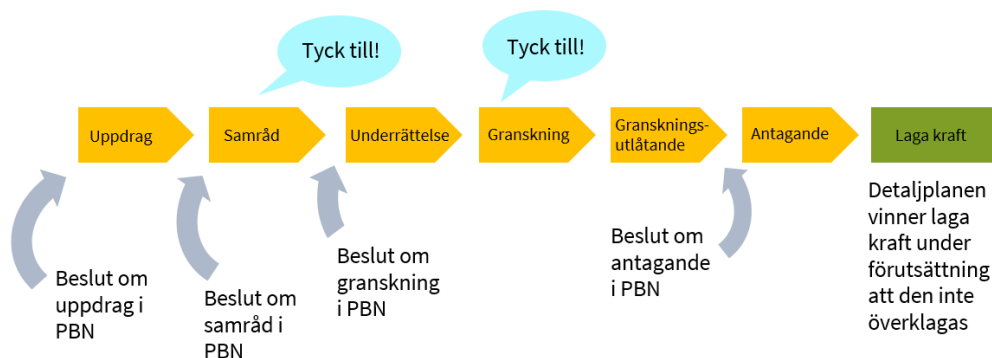 Tyck till!
Tyck till!
Uppdrag
Samråd
Underrättelse
Granskning
Gransknings-
utlåtande
Antagande
Laga kraft
Beslut om
uppdrag i
PBN
Beslut om
samråd i
PBN
Beslut om
granskning
i PBN
Beslut om
antagande
i PBN
Detaljplanen
vinner laga
kraft under
förutsättning
att den inte
överklagas